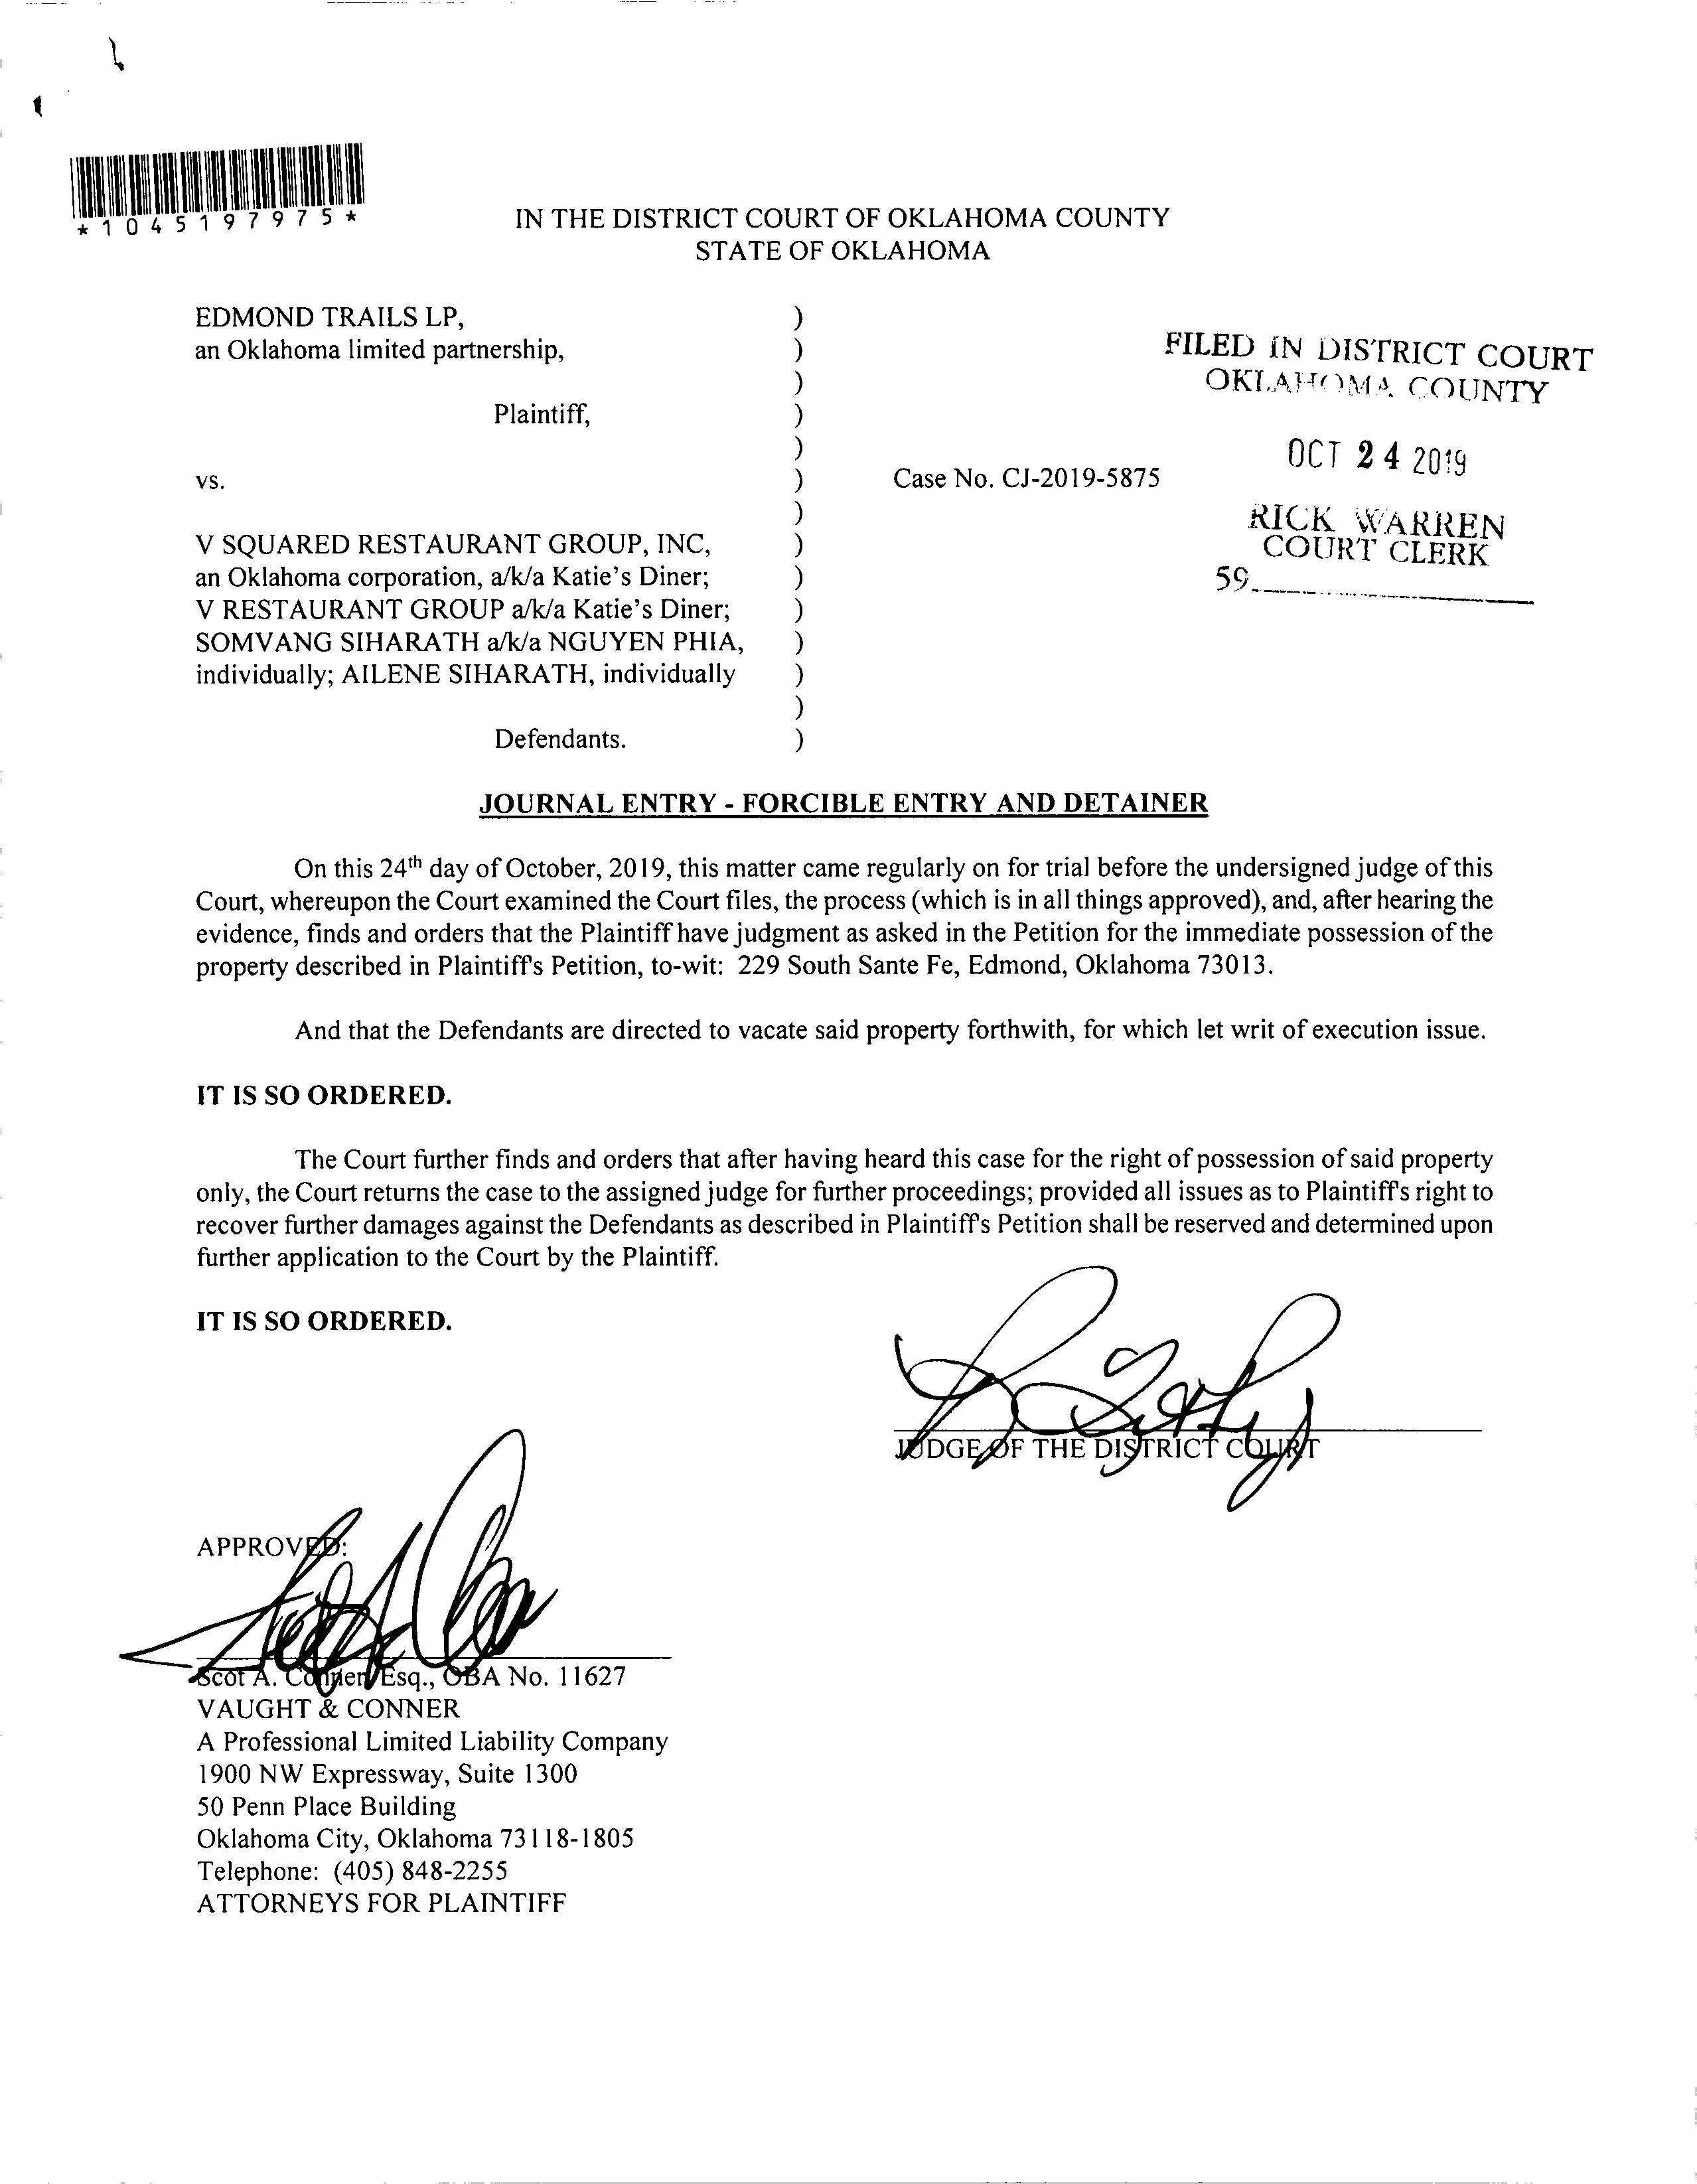 *1045197975*
IN THE DISTRICT COURT OF OKLAHOMA COUNTY
STATE OF OKLAHOMA
EDMOND TRAILS LP, )
an Oklahoma limited partnership, )
)
Plaintiff, )
)
vs. ) Case No. CJ-2019-5875
)
V SQUARED RESTAURANT GROUP, INC, )
an Oklahoma corporation, a/k/a Katie's Diner; )
V RESTAURANT GROUP a/k/a Katie's Diner; )
SOMVANG SIHARATH a/k/a NGUYEN PHIA, )
individually; AILENE SIHARATH, individually )
)
Defendants. )
FILED IN DISTRICT COURT
OKLAHOMA COUNTY
OCT 24 2019
RICK WARREN
COURT CLERK
59
JOURNAL ENTRY - FORCIBLE ENTRY AND DETAINER
On this 24th day of October, 2019, this matter came regularly on for trial before the undersigned judge of this
Court, whereupon the Court examined the Court files, the process (which is in all things approved), and, after hearing the
evidence, finds and orders that the Plaintiff have judgment as asked in the Petition for the immediate possession of the
property described in Plaintiff's Petition, to-wit: 229 South Sante Fe, Edmond, Oklahoma 73013.
And that the Defendants are directed to vacate said property forthwith, for which let writ of execution issue.
IT IS SO ORDERED.
The Court further finds and orders that after having heard this case for the right of possession of said property
only, the Court returns the case to the assigned judge for further proceedings; provided all issues as to Plaintiff's right to
recover further damages against the Defendants as described in Plaintiff's Petition shall be reserved and determined upon
further application to the Court by the Plaintiff.
IT IS SO ORDERED.
JUDGE OF THE DISTRICT COURT
APPROVED:
Scot A. Conner, Esq., OBA No. 11627
VAUGHT & CONNER
A Professional Limited Liability Company
1900 NW Expressway, Suite 1300
50 Penn Place Building
Oklahoma City, Oklahoma 73118-1805
Telephone: (405) 848-2255
ATTORNEYS FOR PLAINTIFF